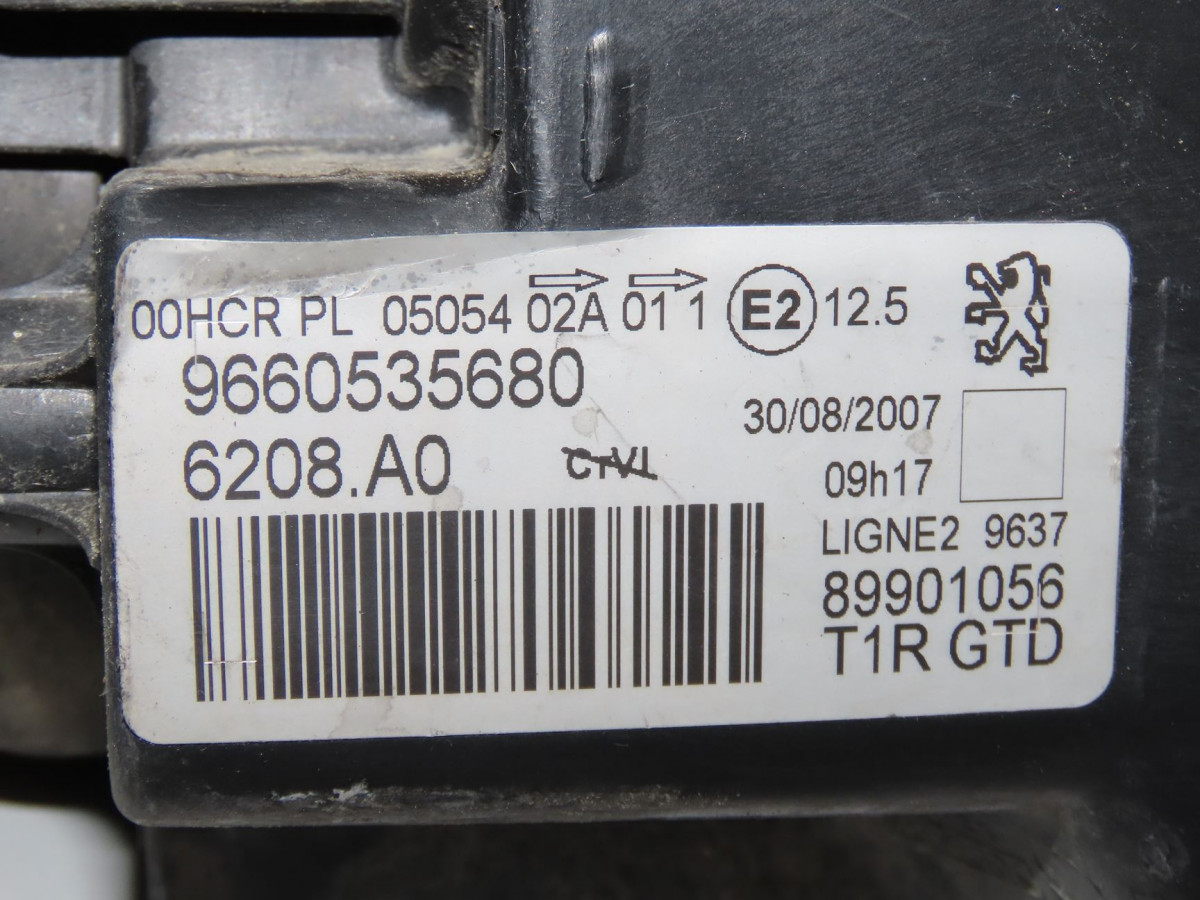 00HCR PL 05054 02A 01 1 E2 12.5
9660535680
30/08/2007
6208.A0
09h17
LIGNE2 9637
89901056
T1R GTD